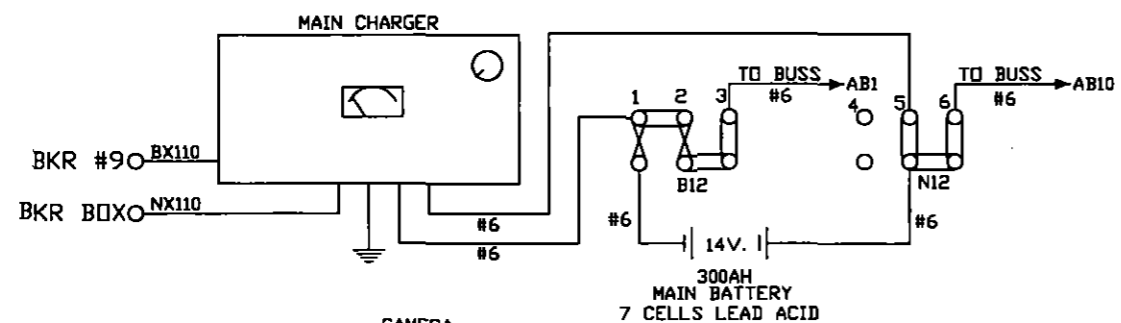 MAIN CHARGER
TO BUSS AB1
#6
TO BUSS AB10
#6
1 2 3 4 5 6
BKR #9 BX110
B12
N12
BKR BOX NX110
#6
#6
#6
#6
14V.
300AH
MAIN BATTERY
7 CELLS LEAD ACID